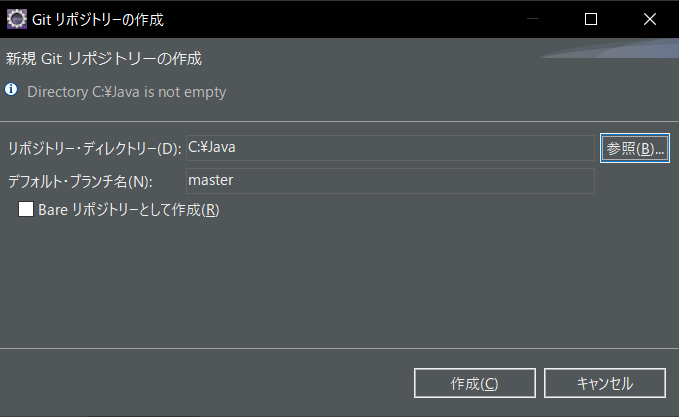 Git リポジトリーの作成
新規 Git リポジトリーの作成
Directory C:¥Java is not empty
リポジトリー・ディレクトリー(D): C:¥Java 参照(B)...
デフォルト・ブランチ名(N): master
Bare リポジトリーとして作成(R)
作成(C) キャンセル